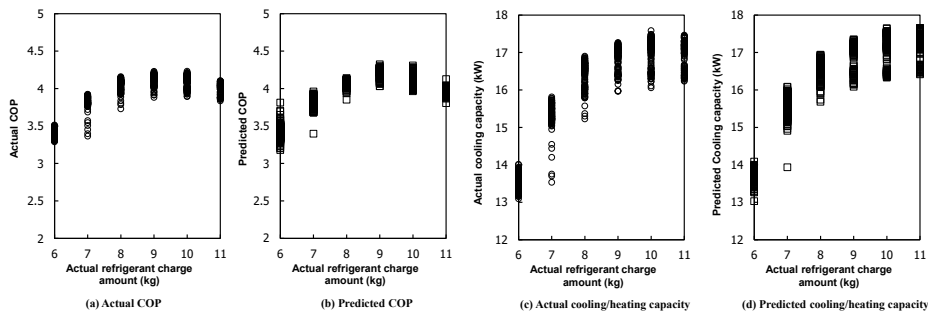 5
4.5
4
3.5
3
2.5
2
Actual COP
6 7 8 9 10 11
Actual refrigerant charge
amount (kg)
(a) Actual COP
5
4.5
4
3.5
3
2.5
2
Predicted COP
6 7 8 9 10 11
Actual refrigerant charge
amount (kg)
(b) Predicted COP
18
17
16
15
14
13
12
Actual cooling capacity (kW)
6 7 8 9 10 11
Actual refrigerant charge
amount (kg)
(c) Actual cooling/heating capacity
18
17
16
15
14
13
12
Predicted Cooling capacity (kW)
6 7 8 9 10 11
Actual refrigerant charge
amount (kg)
(d) Predicted cooling/heating capacity